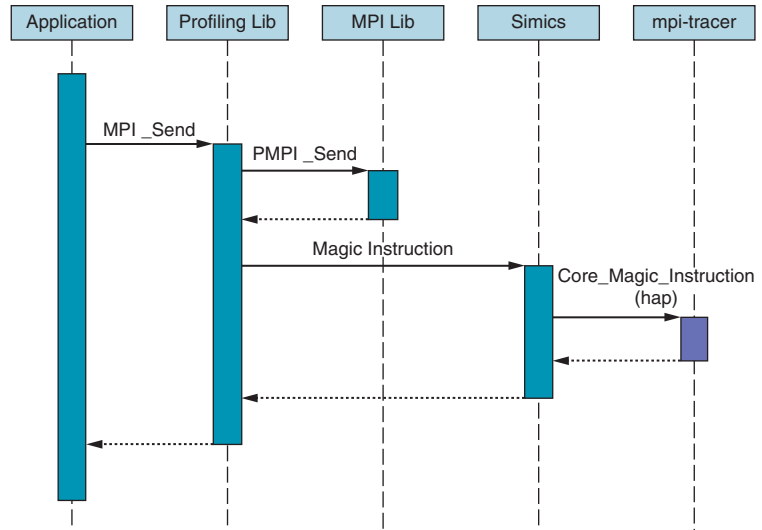 Application
Profiling Lib
MPI Lib
Simics
mpi-tracer
MPI _Send
PMPI _Send
Magic Instruction
Core_Magic_Instruction
(hap)